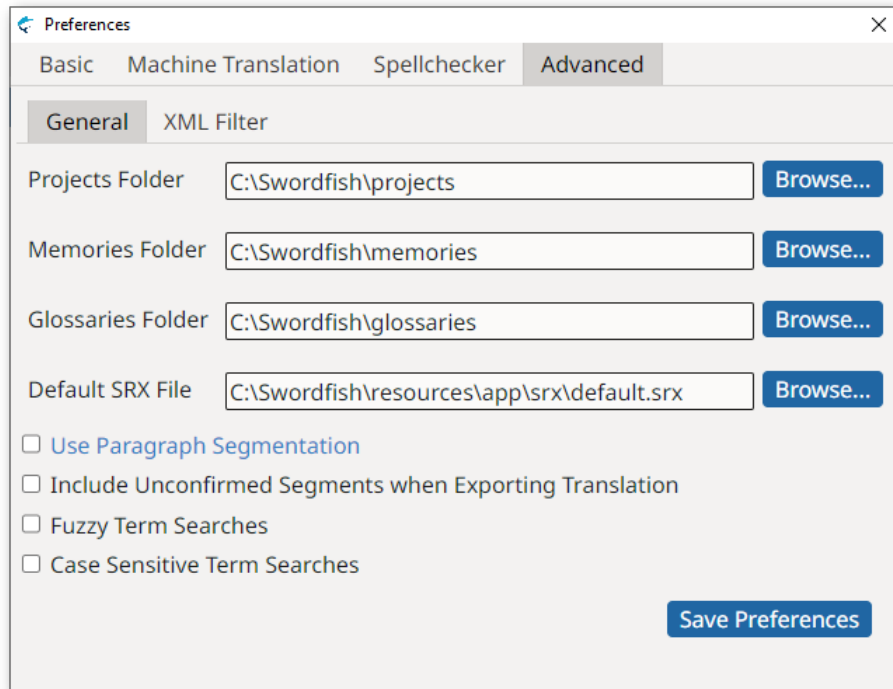 Preferences
Basic Machine Translation Spellchecker Advanced
General XML Filter
Projects Folder C:\Swordfish\projects Browse...
Memories Folder C:\Swordfish\memories Browse...
Glossaries Folder C:\Swordfish\glossaries Browse...
Default SRX File C:\Swordfish\resources\app\srx\default.srx Browse...
Use Paragraph Segmentation
Include Unconfirmed Segments when Exporting Translation
Fuzzy Term Searches
Case Sensitive Term Searches
Save Preferences